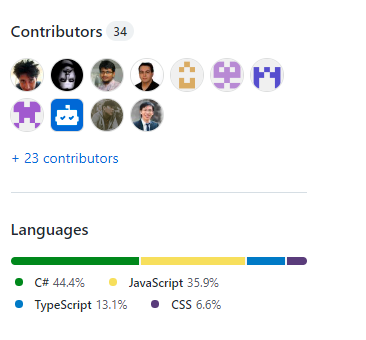 Contributors 34
+ 23 contributors
Languages
C# 44.4% JavaScript 35.9%
TypeScript 13.1% CSS 6.6%